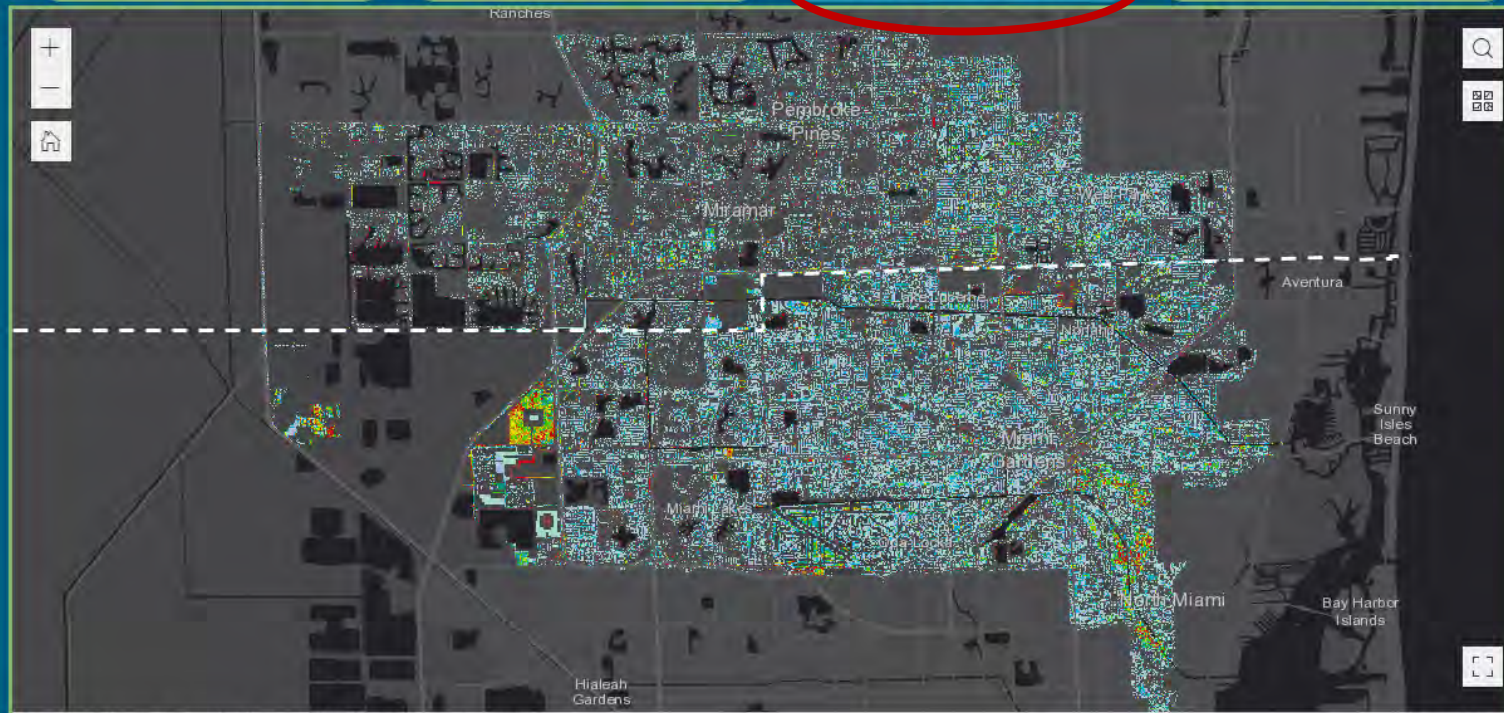 Ranches
+
−
Pembroke
Pines
Miramar
Aventura
Sunny
Isles
Beach
Miami
Gardens
Miami Lakes
North Miami
Bay Harbor
Islands
Hialeah
Gardens